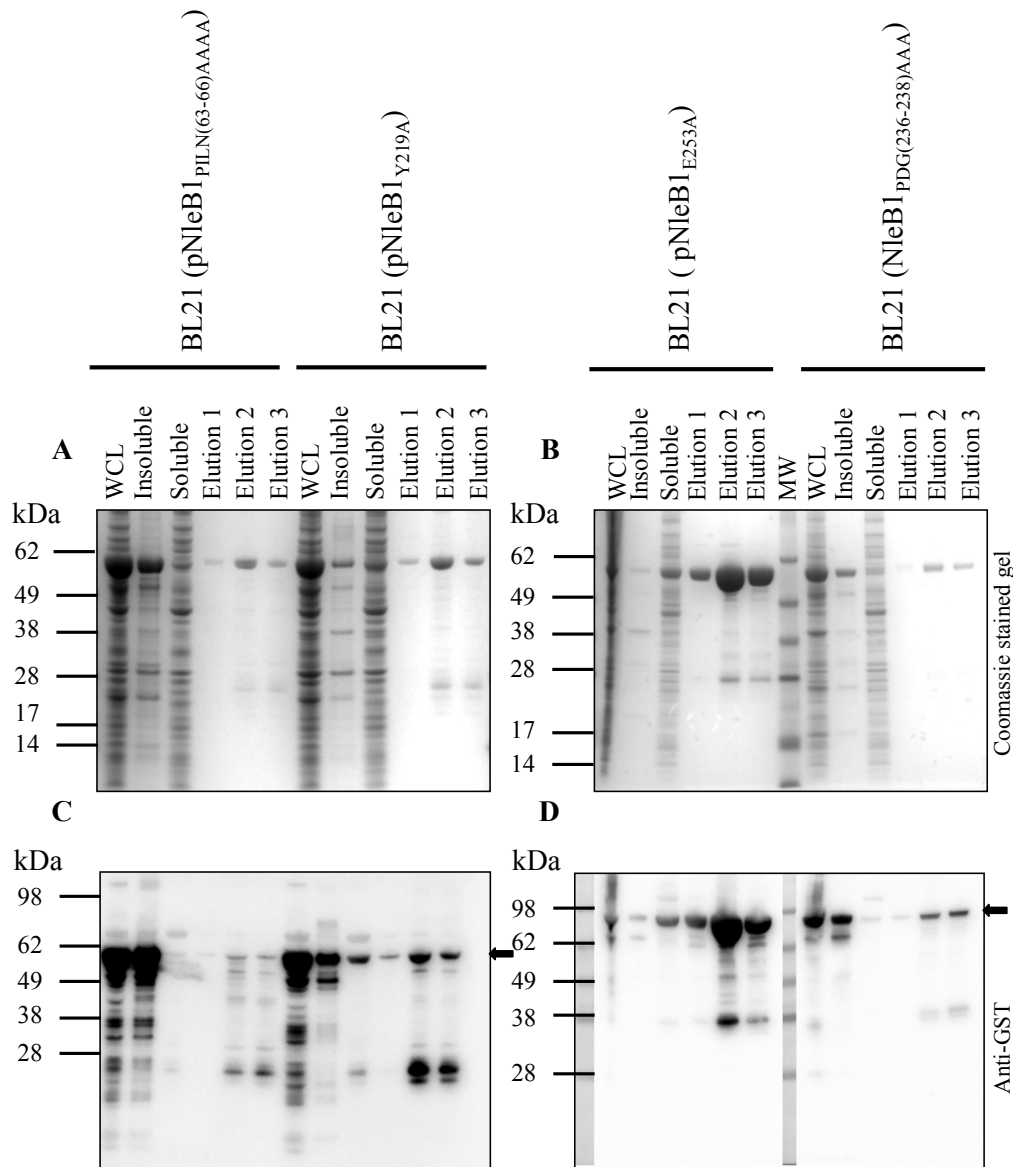 BL21 (pNleB1PILN(63-66)AAAA)
BL21 (pNleB1Y219A)
BL21 ( pNleB1E253A)
BL21 (NleB1PDG(236-238)AAA)
A
WCL
Insoluble
Soluble
Elution 1
Elution 2
Elution 3
WCL
Insoluble
Soluble
Elution 1
Elution 2
Elution 3
kDa
62
49
38
28
17
14
B
WCL
Insoluble
Soluble
Elution 1
Elution 2
Elution 3
MW
WCL
Insoluble
Soluble
Elution 1
Elution 2
Elution 3
kDa
62
49
38
28
17
14
Coomassie stained gel
C
kDa
98
62
49
38
28
D
kDa
98
62
49
38
28
Anti-GST